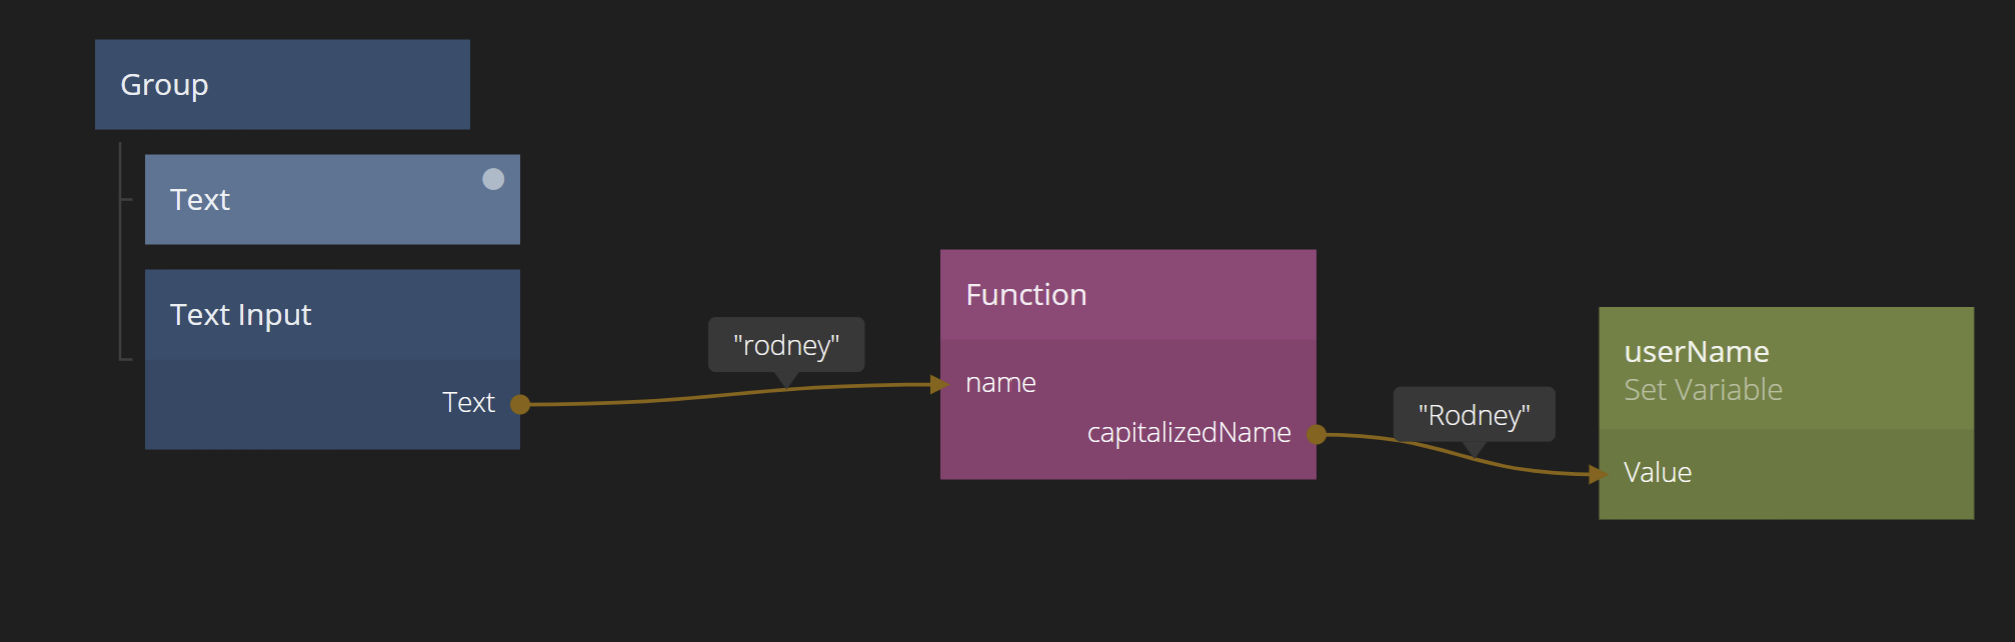 Group
Text
Text Input
Text
"rodney"
Function
name
capitalizedName
"Rodney"
userName
Set Variable
Value